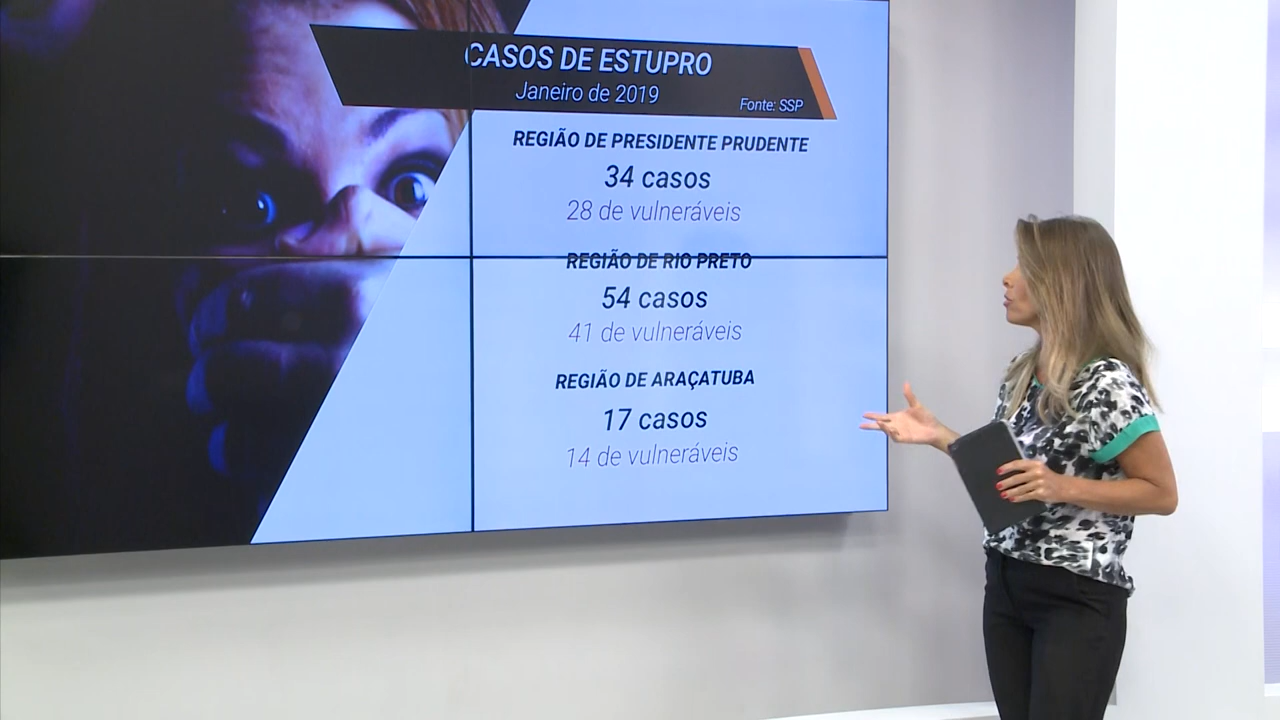 CASOS DE ESTUPRO
Janeiro de 2019
Fonte: SSP
REGIÃO DE PRESIDENTE PRUDENTE
34 casos
28 de vulneráveis
REGIÃO DE RIO PRETO
54 casos
41 de vulneráveis
REGIÃO DE ARAÇATUBA
17 casos
14 de vulneráveis